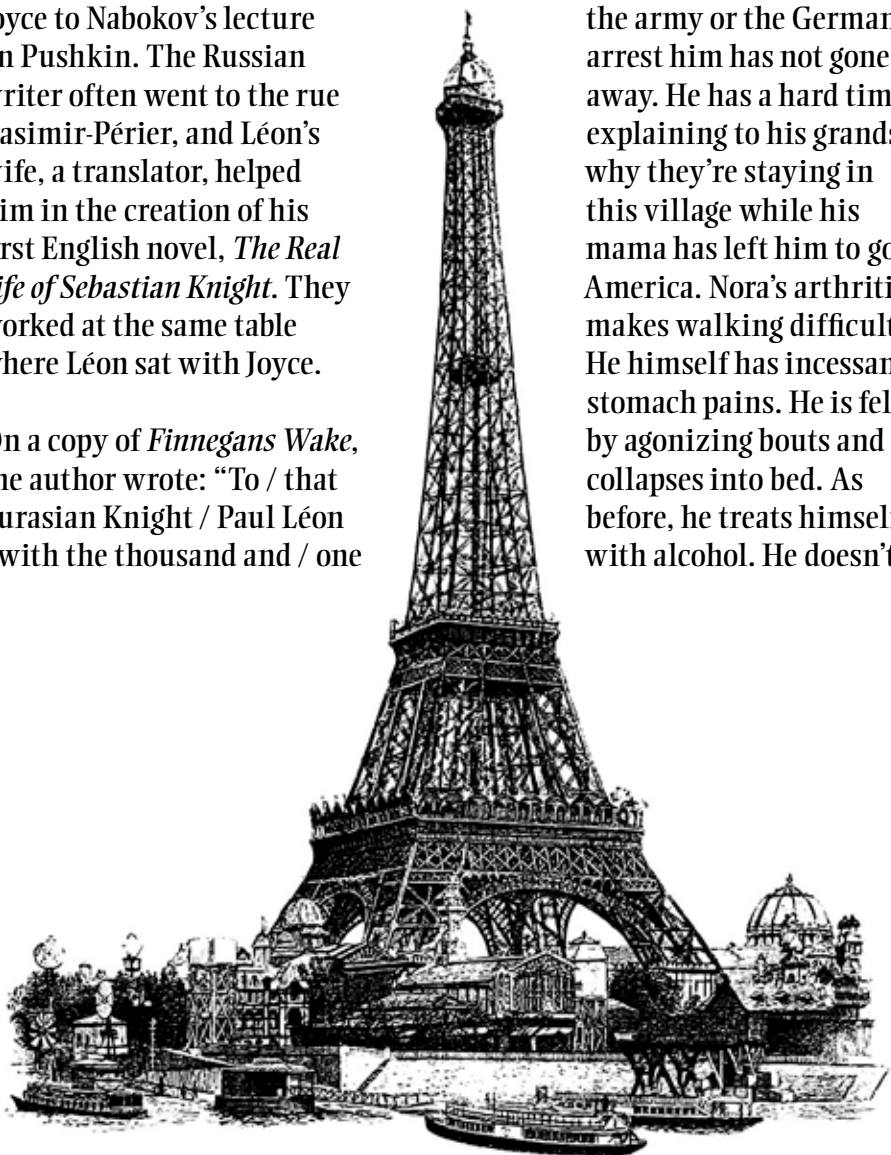 oyce to Nabokov’s lecture
n Pushkin. The Russian
riter often went to the rue
asimir-Périer, and Léon’s
ife, a translator, helped
im in the creation of his
rst English novel, The Real
ife of Sebastian Knight. They
orked at the same table
here Léon sat with Joyce.
n a copy of Finnegans Wake,
he author wrote: “To / that
urasian Knight / Paul Léon
with the thousand and / one
the army or the German
arrest him has not gone
away. He has a hard tim
explaining to his grands
why they’re staying in
this village while his
mama has left him to go
America. Nora’s arthriti
makes walking difficult
He himself has incessan
stomach pains. He is fel
by agonizing bouts and
collapses into bed. As
before, he treats himsel
with alcohol. He doesn’t